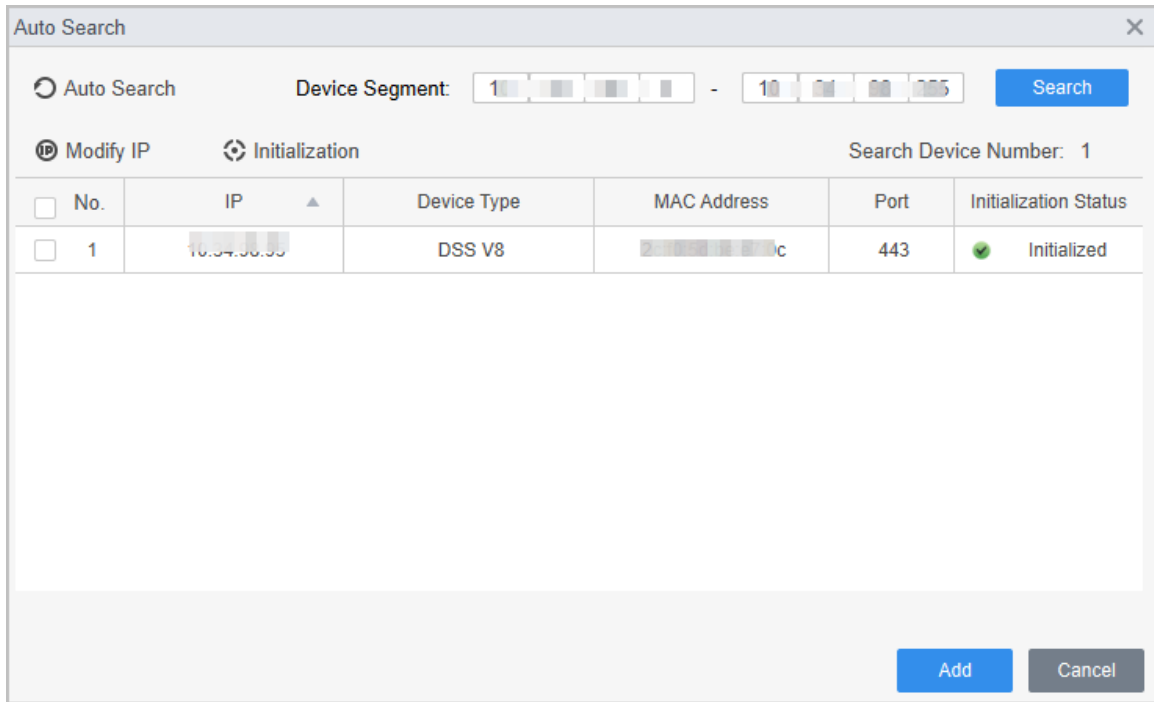 Auto Search
Auto Search Device Segment: - Search
Modify IP Initialization Search Device Number: 1
No. IP Device Type MAC Address Port Initialization Status
1 DSS V8 443 Initialized
Add Cancel